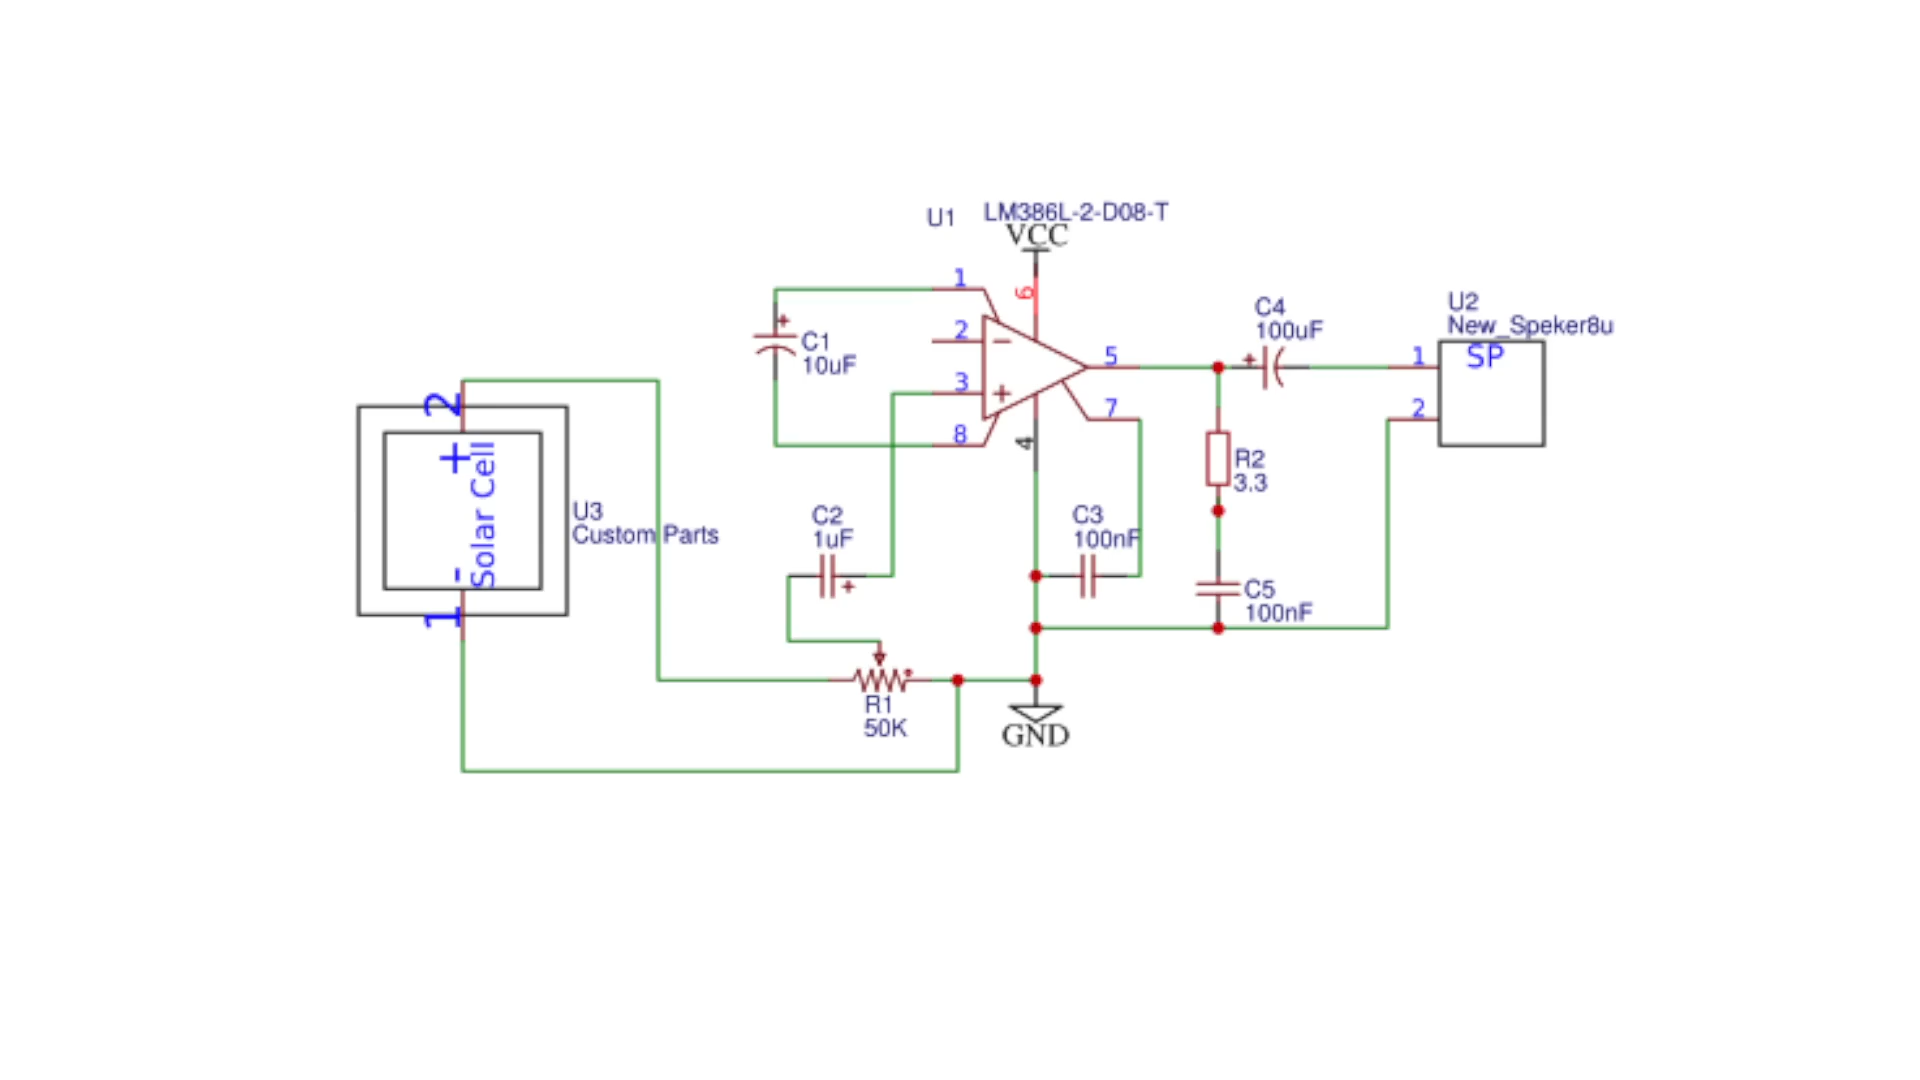 U1 LM386L-2-D08-T
VCC
6
1
2
3
8
5
7
4
+
C1
10uF
C4
100uF
+
U2
New_Speker8u
SP
1
2
2
+
Solar Cell
-
1
U3
Custom Parts
C2
1uF
+
C3
100nF
R2
3.3
C5
100nF
R1
50K
GND